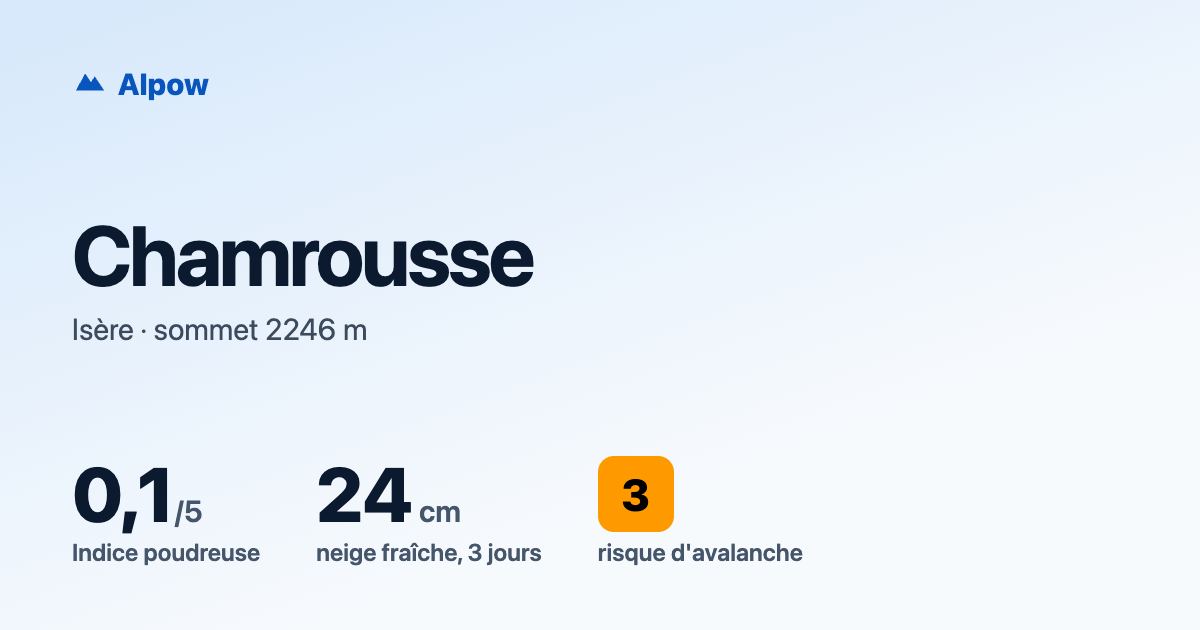 Alpow
Chamrousse
Isère · sommet 2246 m
0,1/5
Indice poudreuse
24 cm
neige fraîche, 3 jours
3
risque d'avalanche